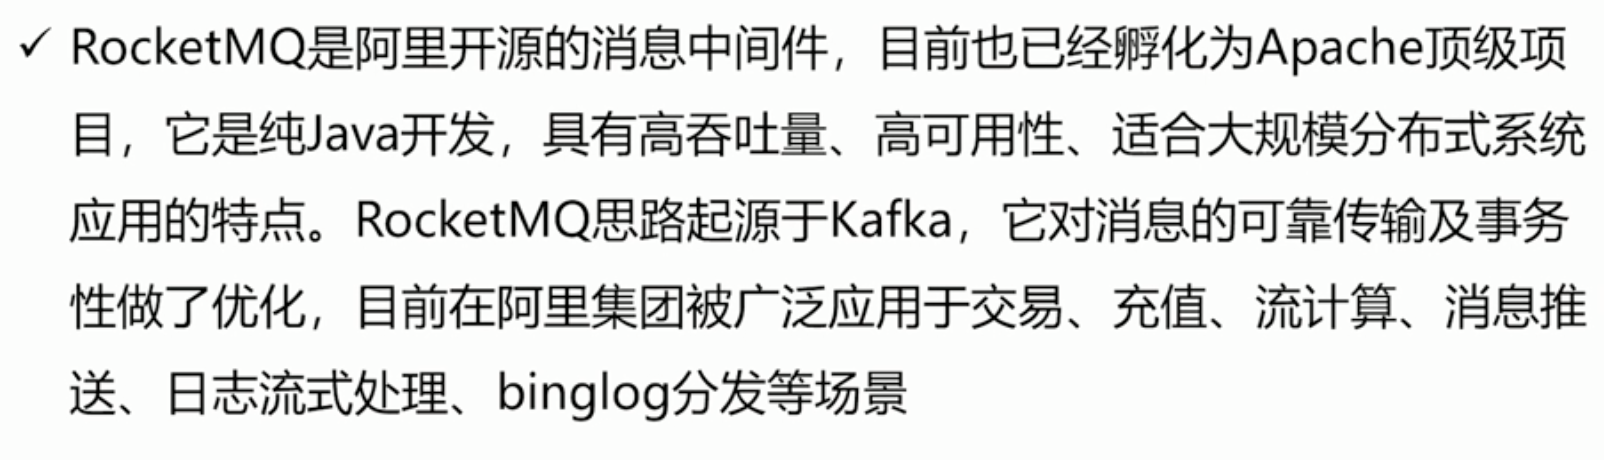 ✓ RocketMQ是阿里开源的消息中间件，目前也已经孵化为Apache顶级项
目，它是纯Java开发，具有高吞吐量、高可用性、适合大规模分布式系统
应用的特点。RocketMQ思路起源于Kafka，它对消息的可靠传输及事务
性做了优化，目前在阿里集团被广泛应用于交易、充值、流计算、消息推
送、日志流式处理、binglog分发等场景